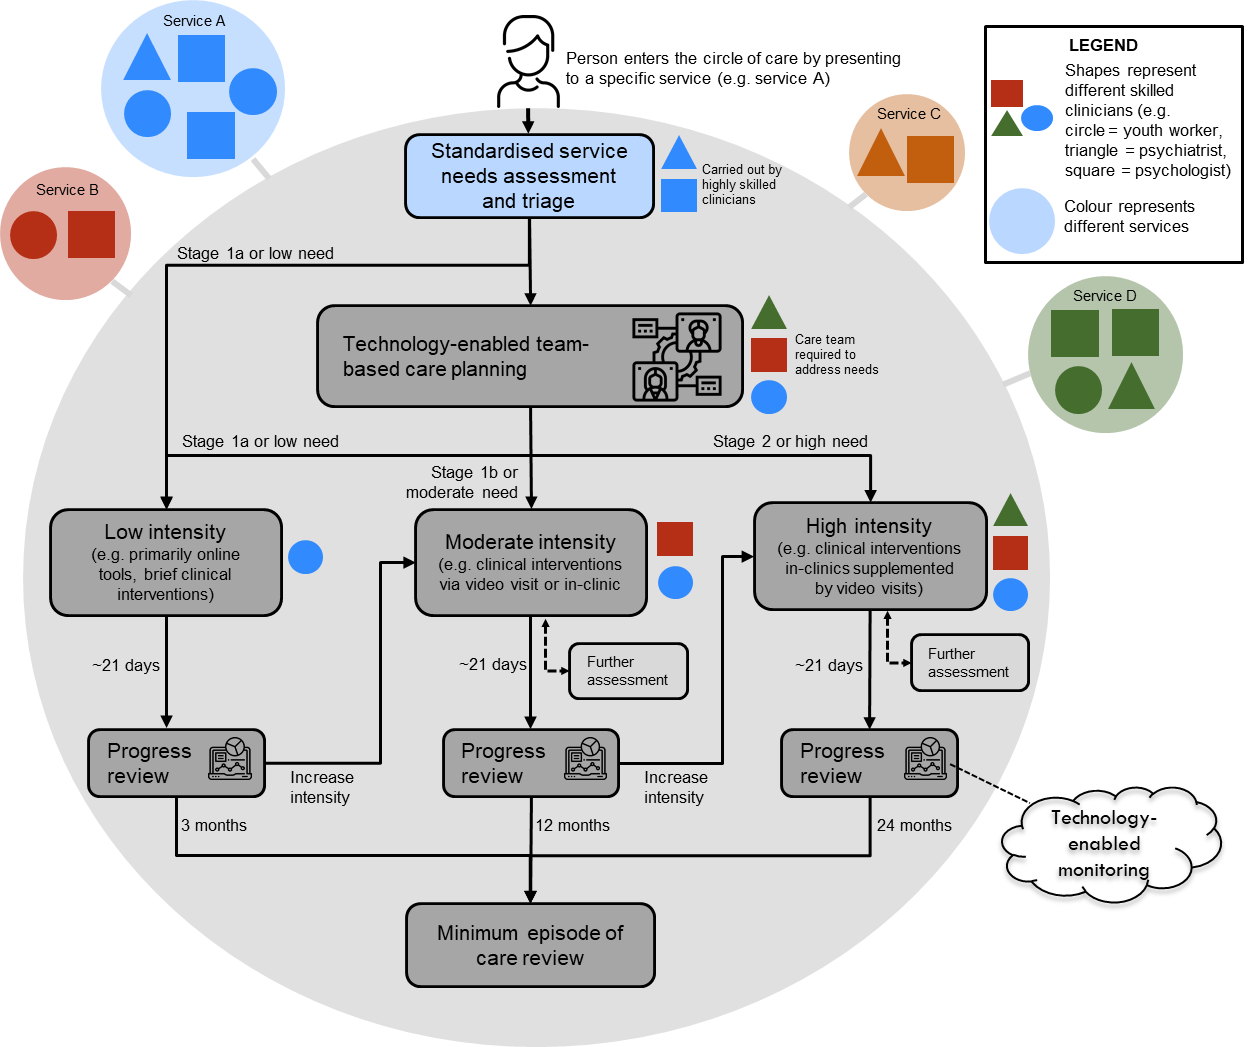 Service A
Person enters the circle of care by presenting
to a specific service (e.g. service A)
LEGEND
Shapes represent
different skilled
clinicians (e.g.
circle = youth worker,
triangle = psychiatrist,
square = psychologist)
Colour represents
different services
Service B
Service C
Service D
Standardised service
needs assessment
and triage
Carried out by
highly skilled
clinicians
Stage 1a or low need
Technology-enabled team-
based care planning
Care team
required to
address needs
Stage 1a or low need
Stage 2 or high need
Stage 1b or
moderate need
Low intensity
(e.g. primarily online
tools, brief clinical
interventions)
Moderate intensity
(e.g. clinical interventions
via video visit or in-clinic
High intensity
(e.g. clinical interventions
in-clinics supplemented
by video visits)
~21 days
~21 days
Further
assessment
~21 days
Further
assessment
Progress
review
Increase
intensity
Progress
review
Increase
intensity
Progress
review
3 months
12 months
24 months
Technology-
enabled
monitoring
Minimum episode of
care review